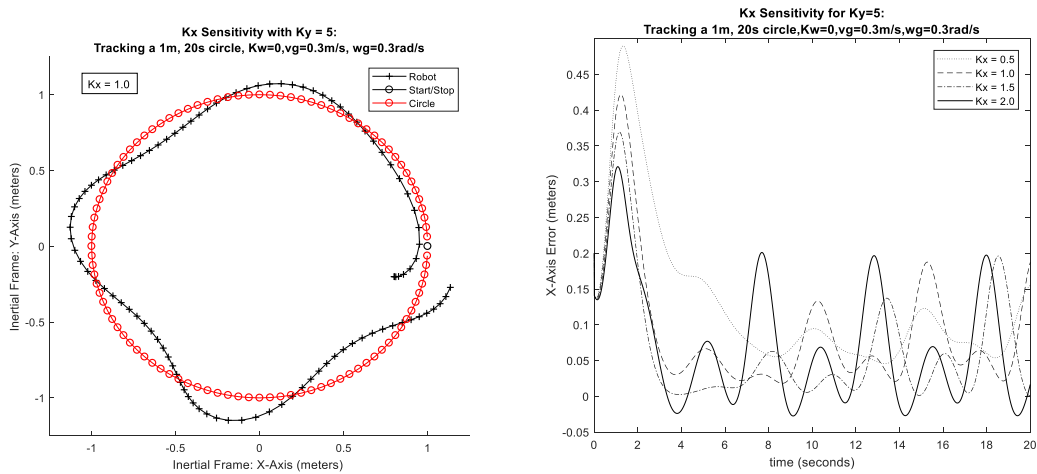 Kx Sensitivity with Ky = 5:
Tracking a 1m, 20s circle, Kw=0,vg=0.3m/s, wg=0.3rad/s
Kx = 1.0
Robot
Start/Stop
Circle
1
0.5
0
-0.5
-1
-1
-0.5
0
0.5
1
Inertial Frame: Y-Axis (meters)
Inertial Frame: X-Axis (meters)
Kx Sensitivity for Ky=5:
Tracking a 1m, 20s circle,Kw=0,vg=0.3m/s,wg=0.3rad/s
Kx = 0.5
Kx = 1.0
Kx = 1.5
Kx = 2.0
0.45
0.4
0.35
0.3
0.25
0.2
0.15
0.1
0.05
0
-0.05
0
2
4
6
8
10
12
14
16
18
20
X-Axis Error (meters)
time (seconds)